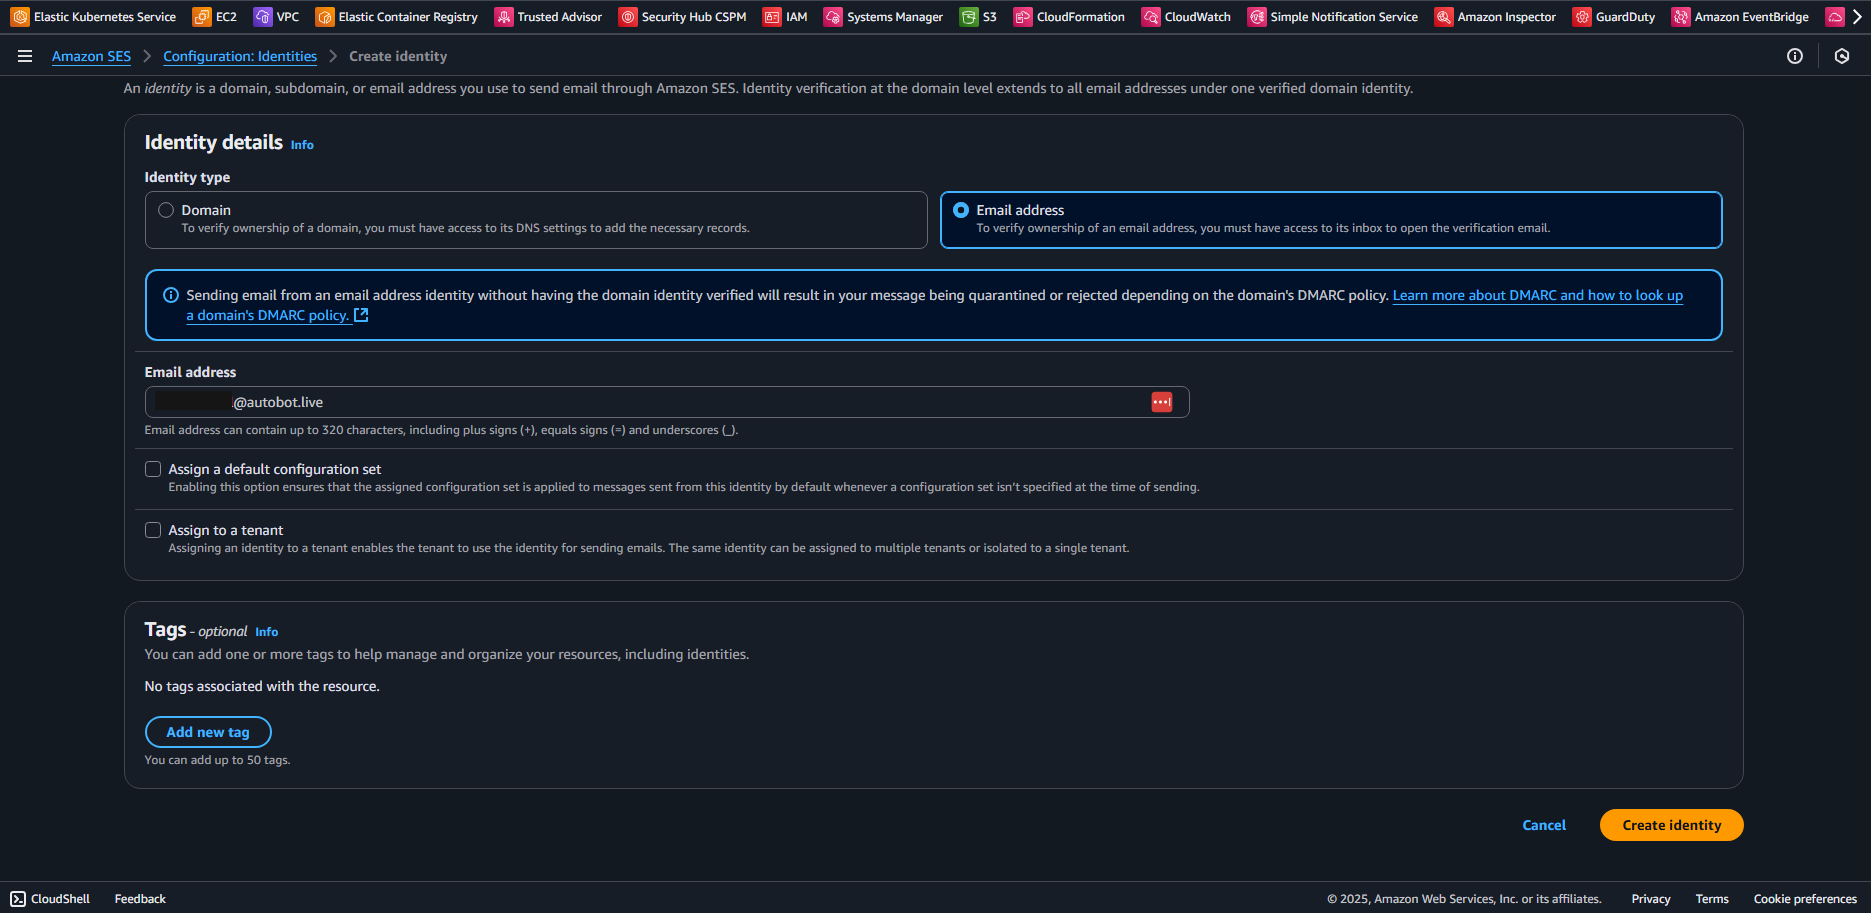 Elastic Kubernetes Service EC2 VPC Elastic Container Registry Trusted Advisor Security Hub CSPM IAM Systems Manager S3 CloudFormation CloudWatch Simple Notification Service Amazon Inspector GuardDuty Amazon EventBridge
Amazon SES Configuration: Identities Create identity
An identity is a domain, subdomain, or email address you use to send email through Amazon SES. Identity verification at the domain level extends to all email addresses under one verified domain identity.
Identity details Info
Identity type
Domain
To verify ownership of a domain, you must have access to its DNS settings to add the necessary records.
Email address
To verify ownership of an email address, you must have access to its inbox to open the verification email.
Sending email from an email address identity without having the domain identity verified will result in your message being quarantined or rejected depending on the domain's DMARC policy. Learn more about DMARC and how to look up
a domain's DMARC policy.
Email address
@autobot.live
Email address can contain up to 320 characters, including plus signs (+), equals signs (=) and underscores (_).
Assign a default configuration set
Enabling this option ensures that the assigned configuration set is applied to messages sent from this identity by default whenever a configuration set isn't specified at the time of sending.
Assign to a tenant
Assigning an identity to a tenant enables the tenant to use the identity for sending emails. The same identity can be assigned to multiple tenants or isolated to a single tenant.
Tags - optional Info
You can add one or more tags to help manage and organize your resources, including identities.
No tags associated with the resource.
Add new tag
You can add up to 50 tags.
Cancel Create identity
CloudShell Feedback © 2025, Amazon Web Services, Inc. or its affiliates. Privacy Terms Cookie preferences